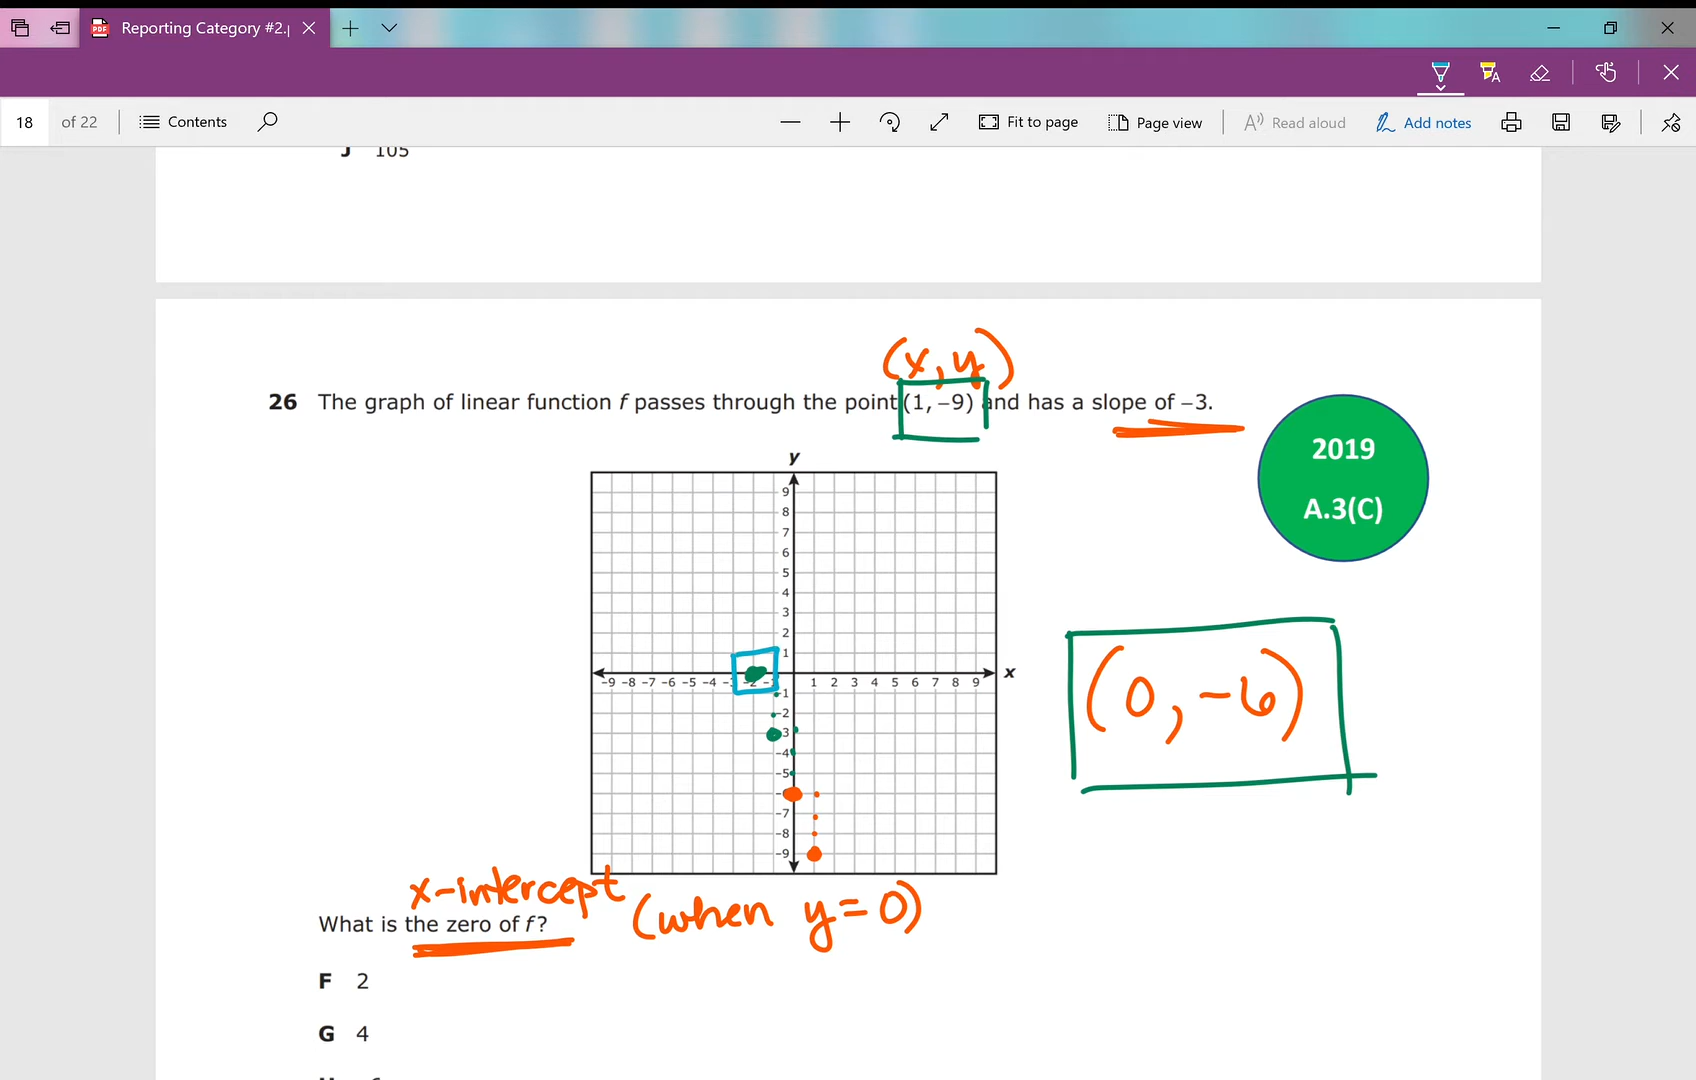 Reporting Category #2.p
18 of 22 Contents Fit to page Page view Read aloud Add notes
J 105
(x, y)
26 The graph of linear function f passes through the point (1, −9) and has a slope of −3.
2019
A.3(C)
y
9
8
7
6
5
4
3
2
1
x
-9 -8 -7 -6 -5 -4 -2 1 2 3 4 5 6 7 8 9
-1
-2
-3
-4
-5
-7
-8
-9
(0, -6)
x-intercept
(when y=0)
What is the zero of f?
F 2
G 4